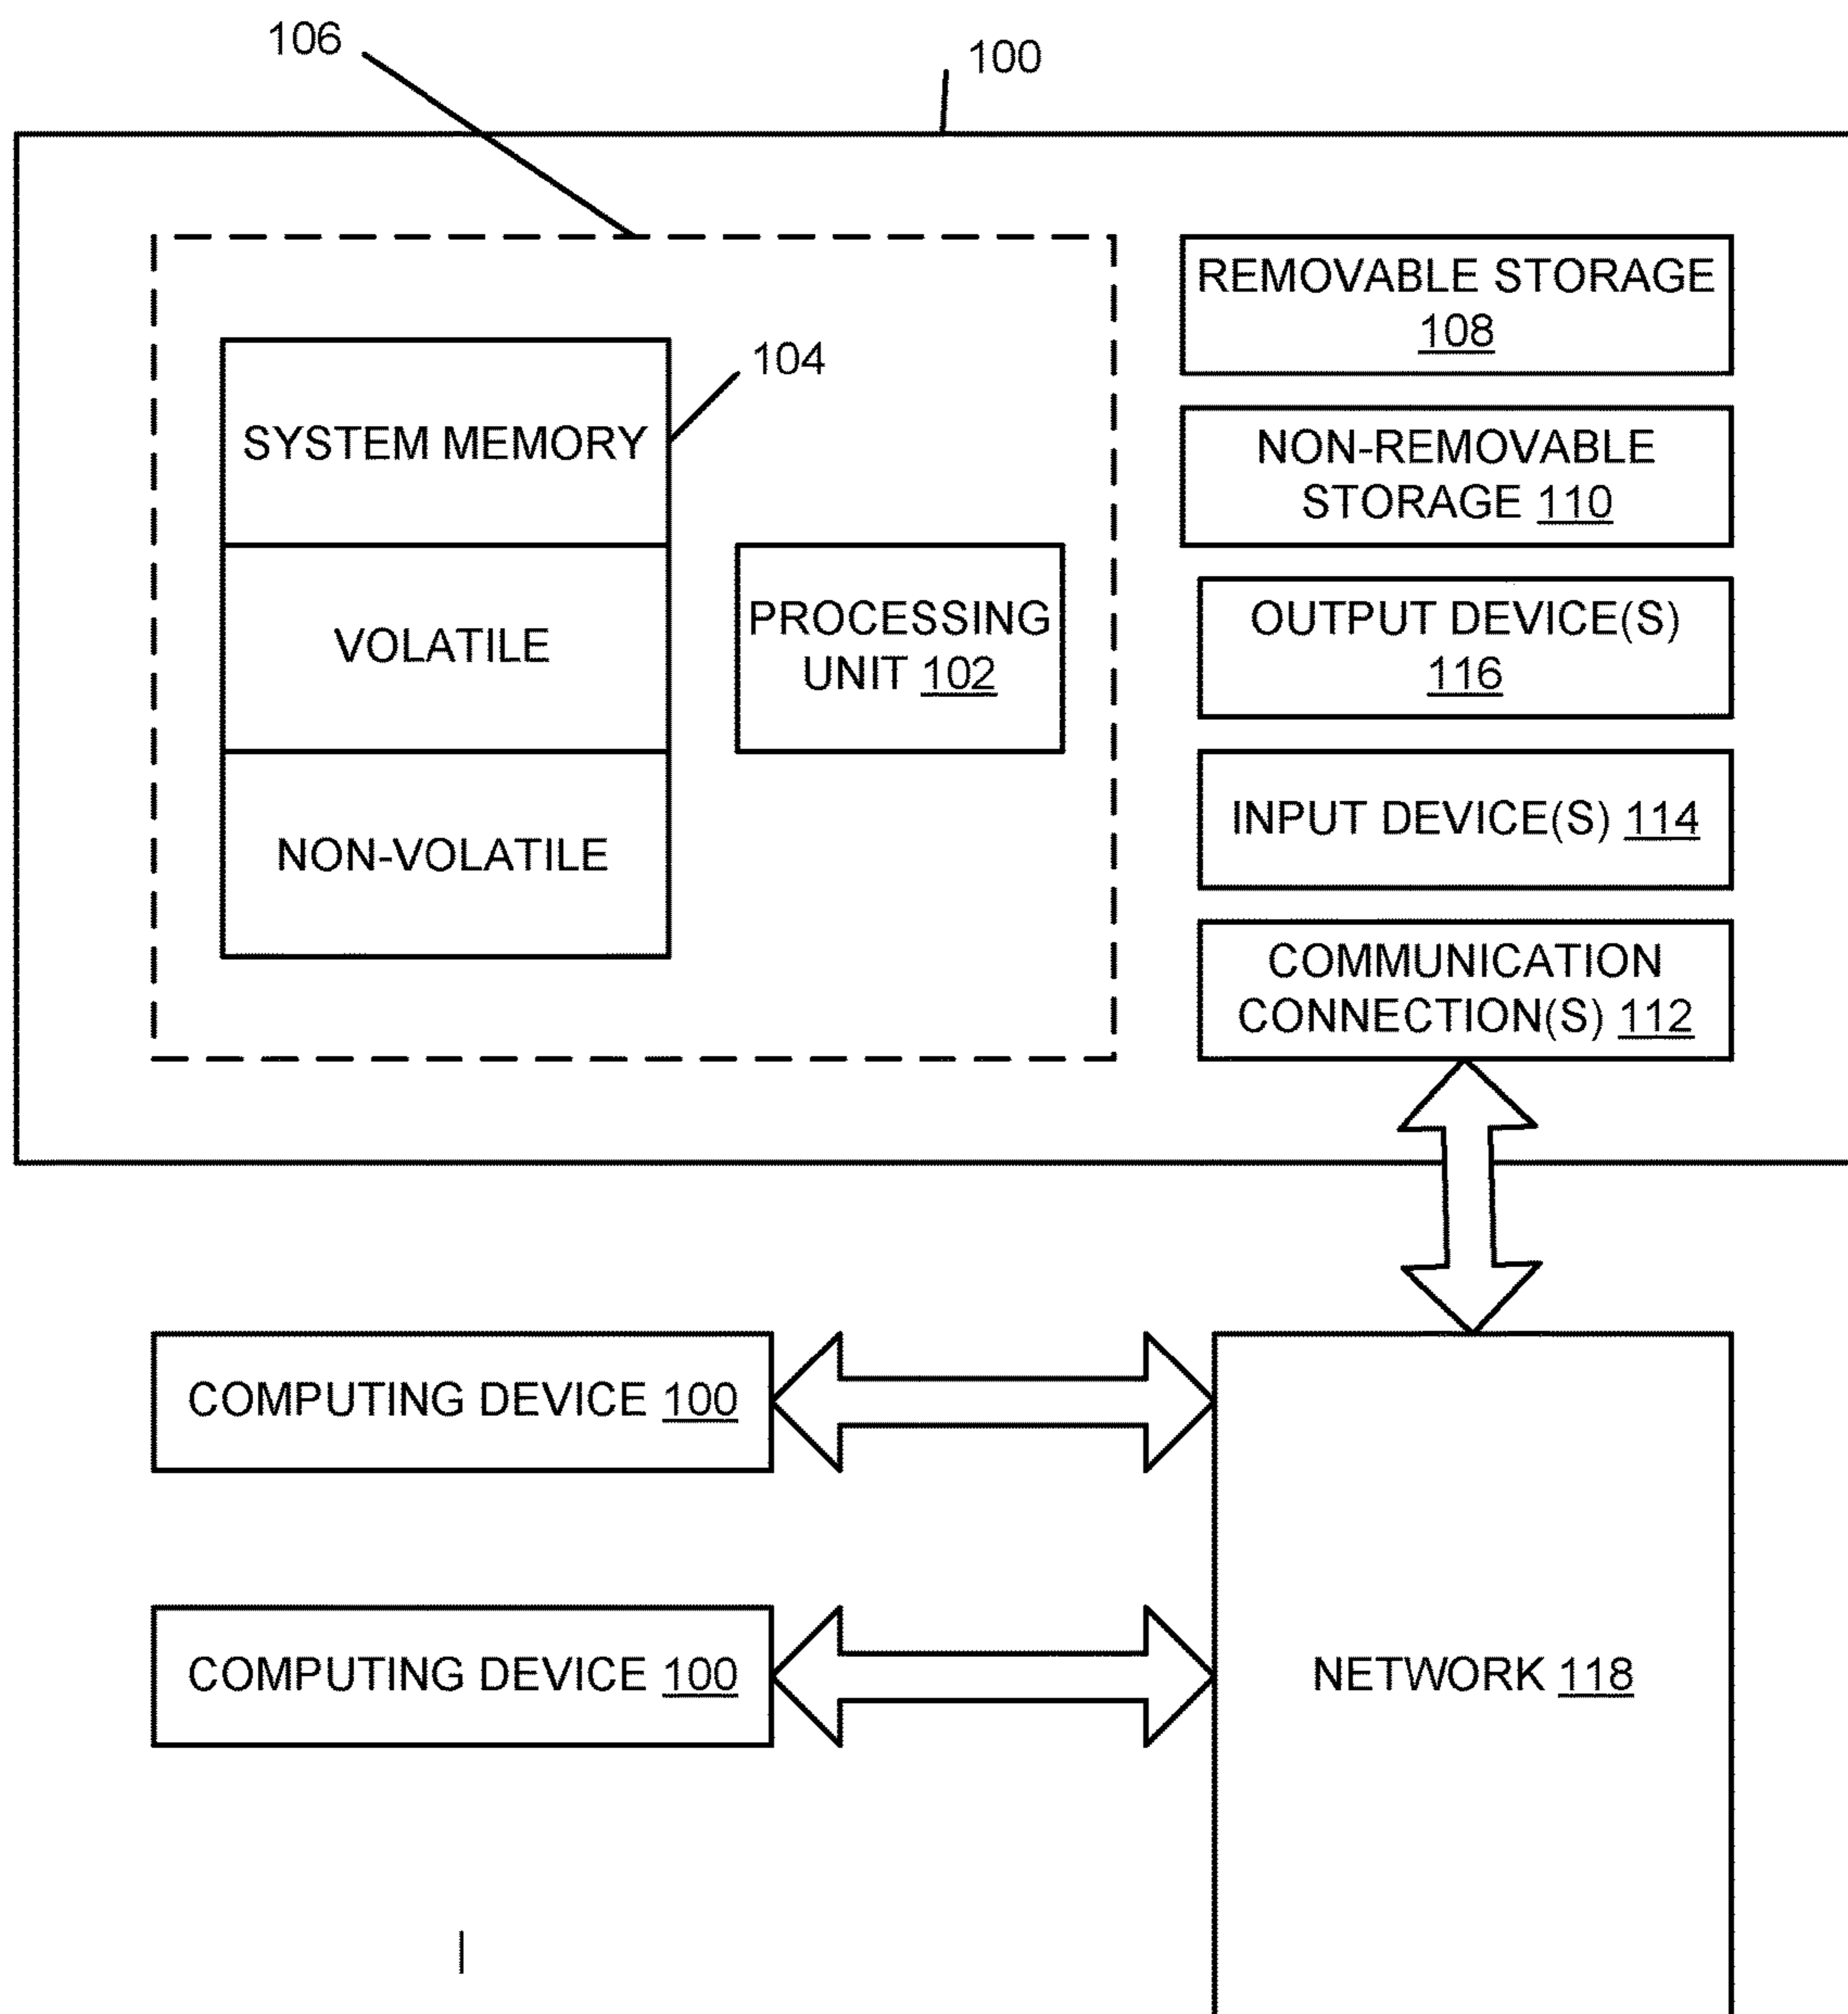 106
100
104
SYSTEM MEMORY
VOLATILE
NON-VOLATILE
PROCESSING
UNIT 102
REMOVABLE STORAGE
108
NON-REMOVABLE
STORAGE 110
OUTPUT DEVICE(S)
116
INPUT DEVICE(S) 114
COMMUNICATION
CONNECTION(S) 112
COMPUTING DEVICE 100
COMPUTING DEVICE 100
NETWORK 118